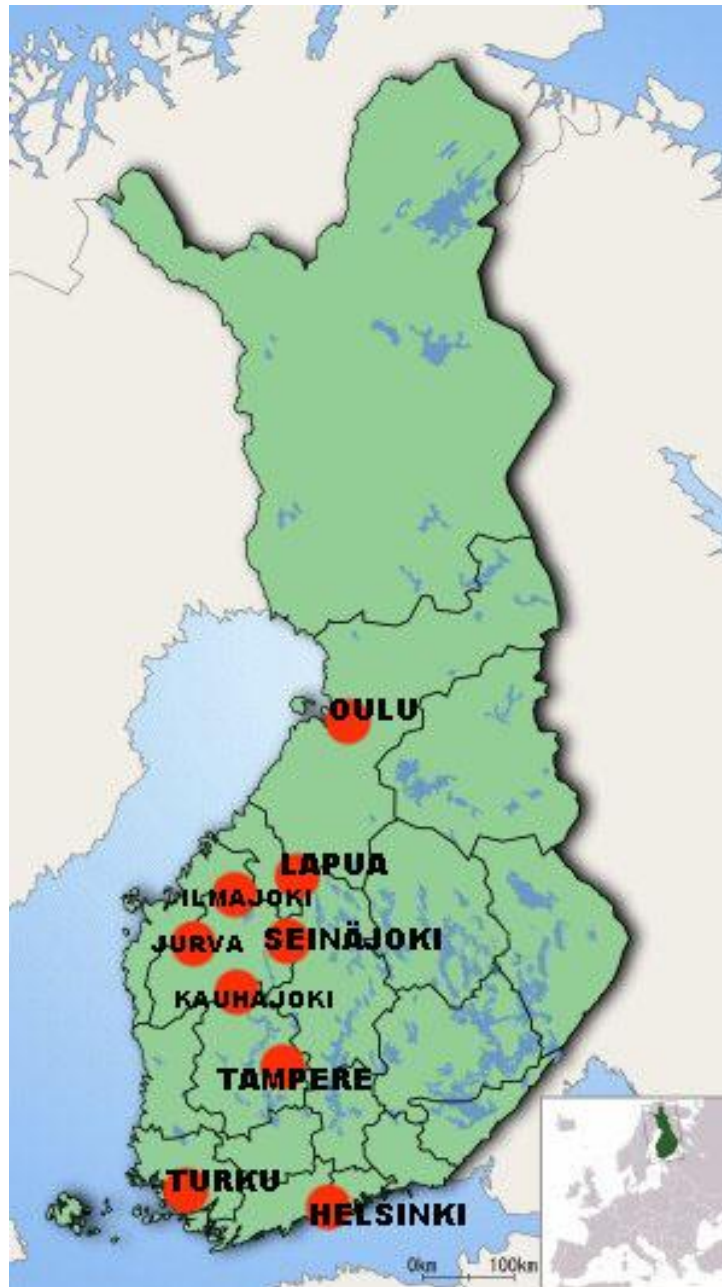 OULU
LAPUA
ILMAJOKI
JURVA
SEINÄJOKI
KAUHAJOKI
TAMPERE
TURKU
HELSINKI
0km 100km